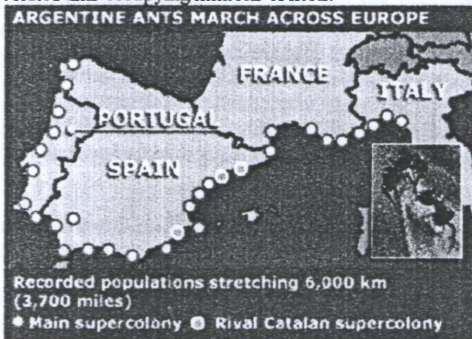 ARGENTINE ANTS MARCH ACROSS EUROPE
FRANCE
ITALY
PORTUGAL
SPAIN
Recorded populations stretching 6,000 km
(3,700 miles)
Main supercolony Rival Catalan supercolony